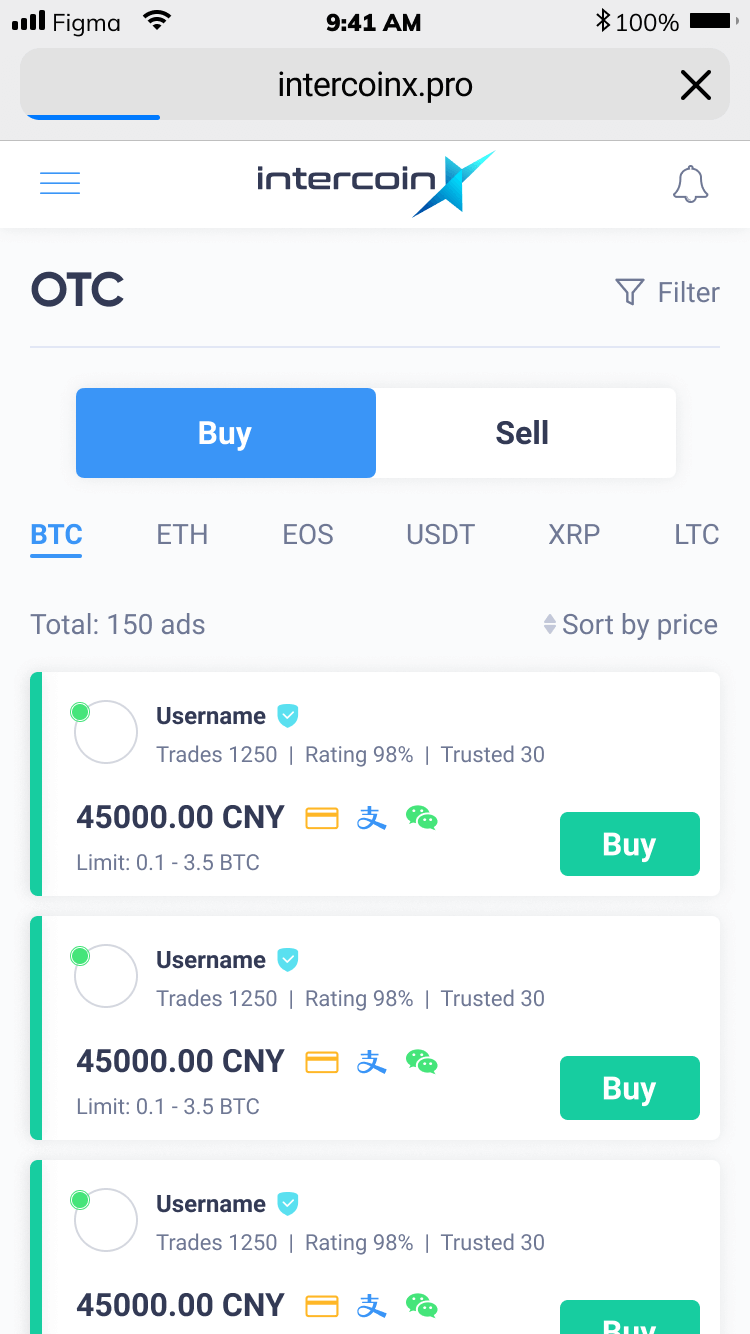 Figma 9:41 AM 100%
intercoinx.pro
intercoin X
OTC Filter
Buy Sell
BTC ETH EOS USDT XRP LTC
Total: 150 ads Sort by price
Username
Trades 1250 | Rating 98% | Trusted 30
45000.00 CNY 支
Limit: 0.1 - 3.5 BTC
Buy
Username
Trades 1250 | Rating 98% | Trusted 30
45000.00 CNY 支
Limit: 0.1 - 3.5 BTC
Buy
Username
Trades 1250 | Rating 98% | Trusted 30
45000.00 CNY 支
Buy